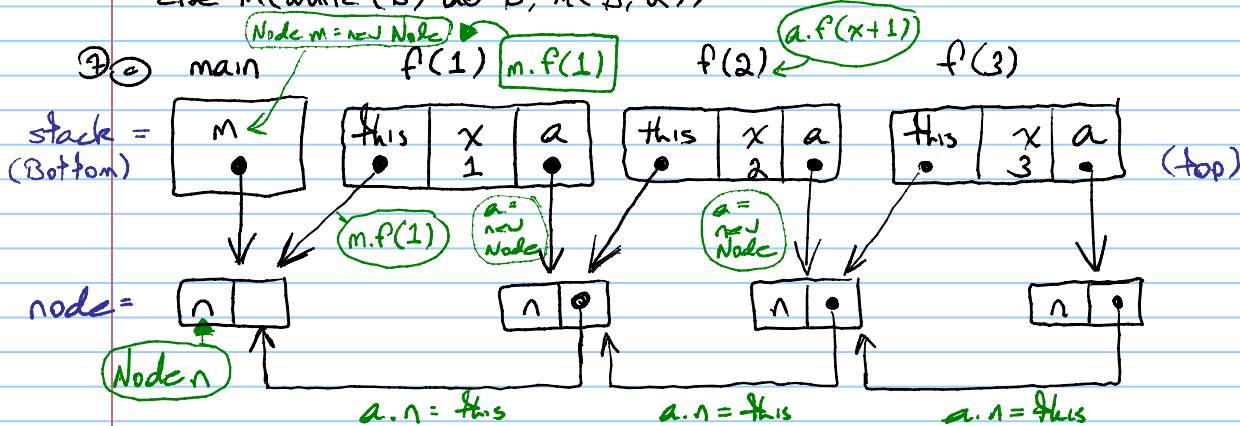 Node m = new Node
m.f(1)
a.f(x+1)
7 a main f(1) f(2) f(3)
stack = m this x a this x a this x a
(Bottom) 1 2 3 (top)
m.f(1)
a = new Node
a = new Node
node = n n n n
Node n
a.n = this a.n = this a.n = this